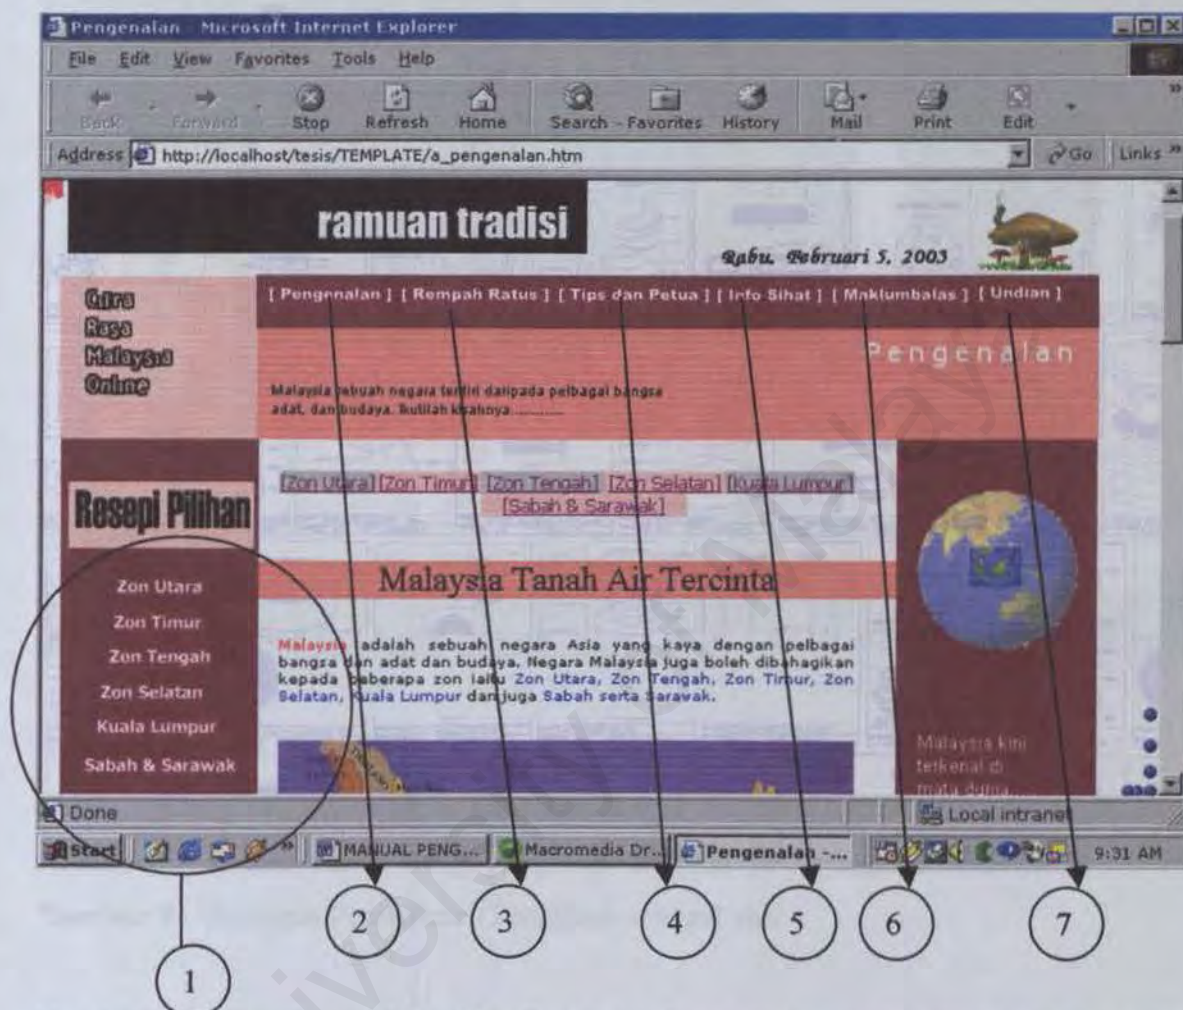 Pengenalan - Microsoft Internet Explorer
File Edit View Favorites Tools Help
Back Forward Stop Refresh Home Search Favorites History Mail Print Edit
Address http://localhost/tesis/TEMPLATE/a_pengenalan.htm Go Links
ramuan tradisi
Rabu, Februari 5, 2003
Citra
Rasa
Malaysia
Online
[ Pengenalan ] [ Rempah Ratus ] [ Tips dan Petua ] [ Info Sihat ] [ Maklumbalas ] [ Undian ]
Pengenalan
Malaysia sebuah negara terdiri daripada pelbagai bangsa
adat, dan budaya. Ikutilah kisahnya............
[Zon Utara] [Zon Timur] [Zon Tengah] [Zon Selatan] [Kuala Lumpur]
[Sabah & Sarawak]
Resepi Pilihan
Zon Utara
Zon Timur
Zon Tengah
Zon Selatan
Kuala Lumpur
Sabah & Sarawak
Malaysia Tanah Air Tercinta
Malaysia adalah sebuah negara Asia yang kaya dengan pelbagai
bangsa dan adat dan budaya. Negara Malaysia juga boleh dibahagikan
kepada beberapa zon iaitu Zon Utara, Zon Tengah, Zon Timur, Zon
Selatan, Kuala Lumpur dan juga Sabah serta Sarawak.
Malaysia kini
terkenal di
mata dunia.....
Done
Local intranet
Start MANUAL PENG... Macromedia Dr... Pengenalan -... 9:31 AM
1
2
3
4
5
6
7